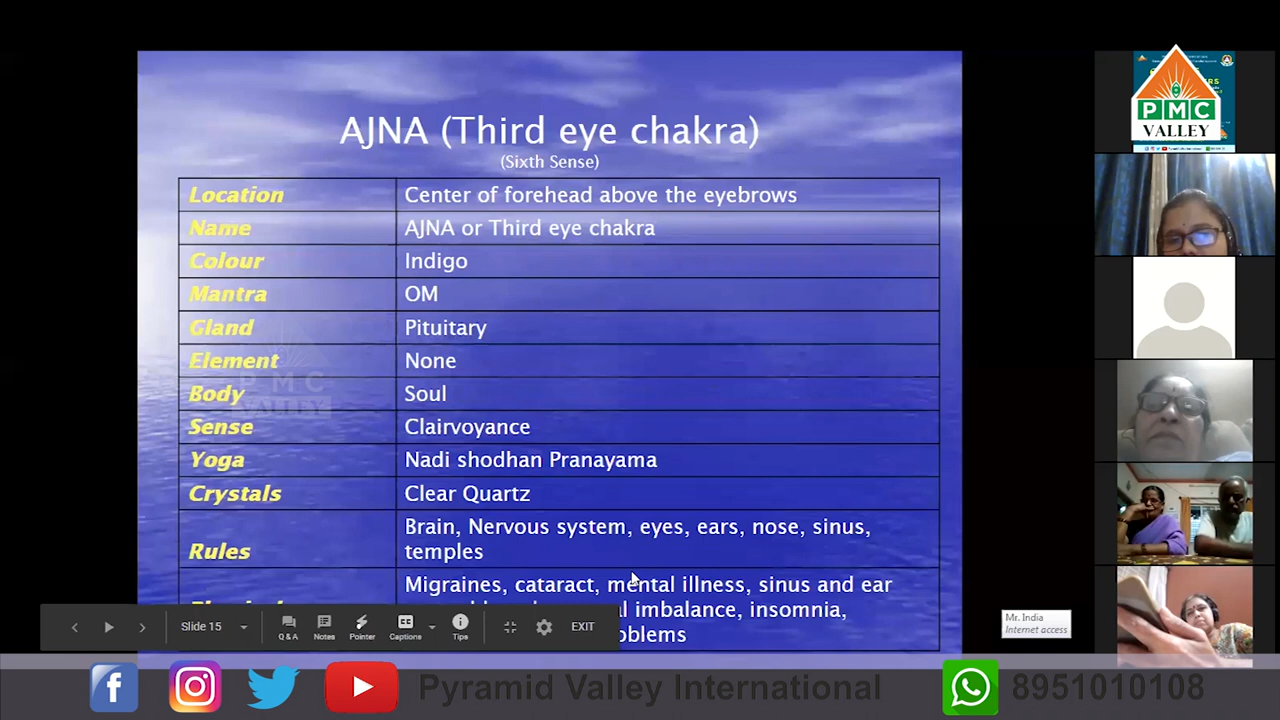 AJNA (Third eye chakra)
(Sixth Sense)
Location Center of forehead above the eyebrows
Name AJNA or Third eye chakra
Colour Indigo
Mantra OM
Gland Pituitary
Element None
Body Soul
Sense Clairvoyance
Yoga Nadi shodhan Pranayama
Crystals Clear Quartz
Rules Brain, Nervous system, eyes, ears, nose, sinus,
temples
Migraines, cataract, mental illness, sinus and ear
imbalance, insomnia,
Slide 15 Q & A Notes Pointer Captions Tips EXIT
PMC
VALLEY
PMC
VALLEY
Mr. India
Internet access
Pyramid Valley International 8951010108